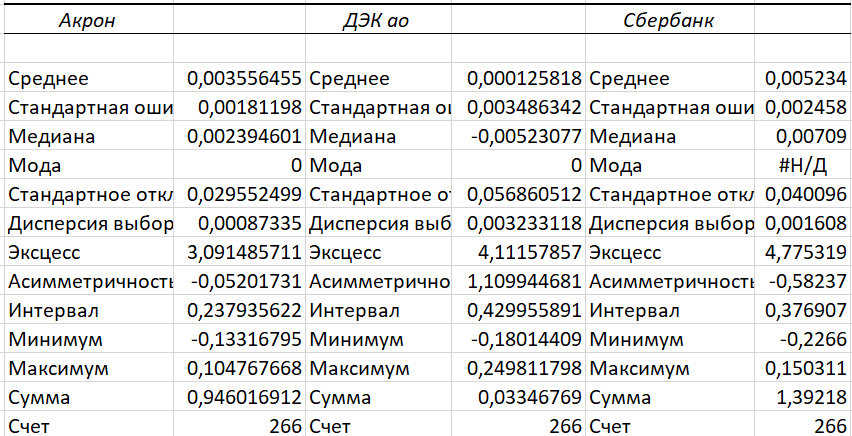 Акрон ДЭК ао Сбербанк
Среднее 0,003556455 Среднее 0,000125818 Среднее 0,005234
Стандартная оши 0,00181198 Стандартная оц 0,003486342 Стандартная оши 0,002458
Медиана 0,002394601 Медиана -0,00523077 Медиана 0,00709
Мода 0 Мода 0 Мода #Н/Д
Стандартное откл 0,029552499 Стандартное от 0,056860512 Стандартное откл 0,040096
Дисперсия выбор 0,00087335 Дисперсия выб 0,003233118 Дисперсия выбор 0,001608
Эксцесс 3,091485711 Эксцесс 4,11157857 Эксцесс 4,775319
Асимметричность -0,05201731 Асимметрично 1,109944681 Асимметричность -0,58237
Интервал 0,237935622 Интервал 0,429955891 Интервал 0,376907
Минимум -0,13316795 Минимум -0,18014409 Минимум -0,2266
Максимум 0,104767668 Максимум 0,249811798 Максимум 0,150311
Сумма 0,946016912 Сумма 0,03346769 Сумма 1,39218
Счет 266 Счет 266 Счет 266